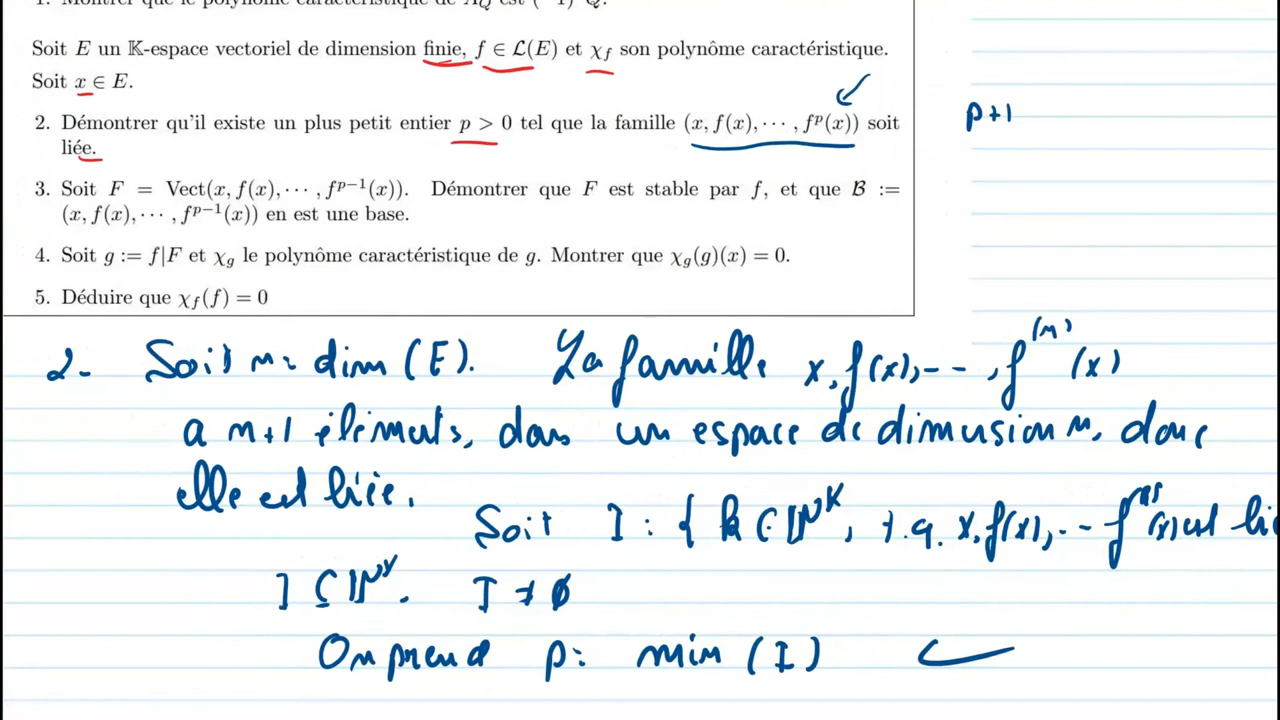 1. Montrer que le polynôme caractéristique de A_Q est (−1) Q.
Soit E un 𝕂-espace vectoriel de dimension finie, f ∈ ℒ(E) et χ_f son polynôme caractéristique.
Soit x ∈ E.
2. Démontrer qu'il existe un plus petit entier p > 0 tel que la famille (x, f(x), ⋯ , f^p(x)) soit
liée.
p+1
3. Soit F = Vect(x, f(x), ⋯ , f^{p−1}(x)). Démontrer que F est stable par f, et que ℬ :=
(x, f(x), ⋯ , f^{p−1}(x)) en est une base.
4. Soit g := f|F et χ_g le polynôme caractéristique de g. Montrer que χ_g(g)(x) = 0.
5. Déduire que χ_f(f) = 0
2- Soit n = dim (E). La famille x, f(x), -- -, f^{(n)}(x)
a n+1 éléments, dans un espace de dimension n, donc
elle est liée.
Soit I = { k ∈ ℕ*, t.q. x, f(x), -- f (x) est
I ⊆ ℕ*. I ≠ ∅
On prend p = min (I)